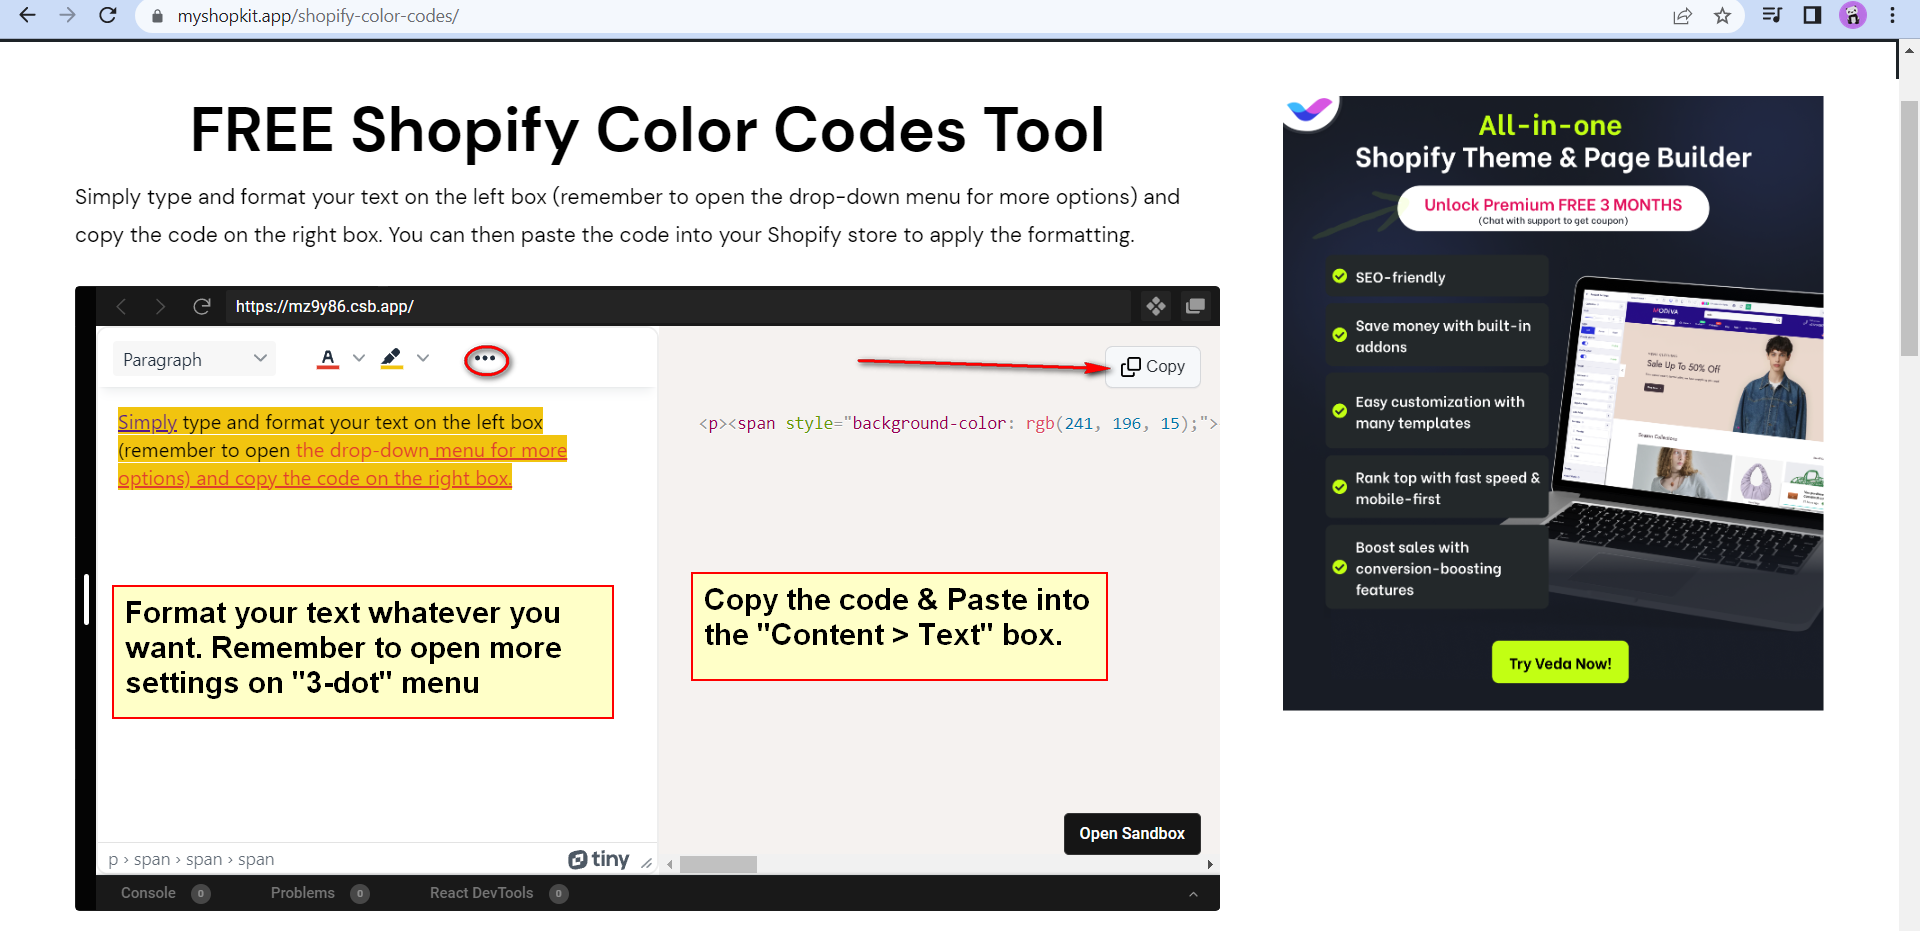 myshopkit.app/shopify-color-codes/
FREE Shopify Color Codes Tool
Simply type and format your text on the left box (remember to open the drop-down menu for more options) and
copy the code on the right box. You can then paste the code into your Shopify store to apply the formatting.
https://mz9y86.csb.app/
Paragraph
A
Copy
Simply type and format your text on the left box
(remember to open the drop-down menu for more
options) and copy the code on the right box.
<p><span style="background-color: rgb(241, 196, 15);">
Format your text whatever you
want. Remember to open more
settings on "3-dot" menu
Copy the code & Paste into
the "Content > Text" box.
Open Sandbox
p › span › span › span
tiny
Console 0
Problems 0
React DevTools 0
All-in-one
Shopify Theme & Page Builder
Unlock Premium FREE 3 MONTHS
(Chat with support to get coupon)
SEO-friendly
Save money with built-in
addons
Easy customization with
many templates
Rank top with fast speed &
mobile-first
Boost sales with
conversion-boosting
features
MODIVA
Sale Up To 50% Off
Try Veda Now!